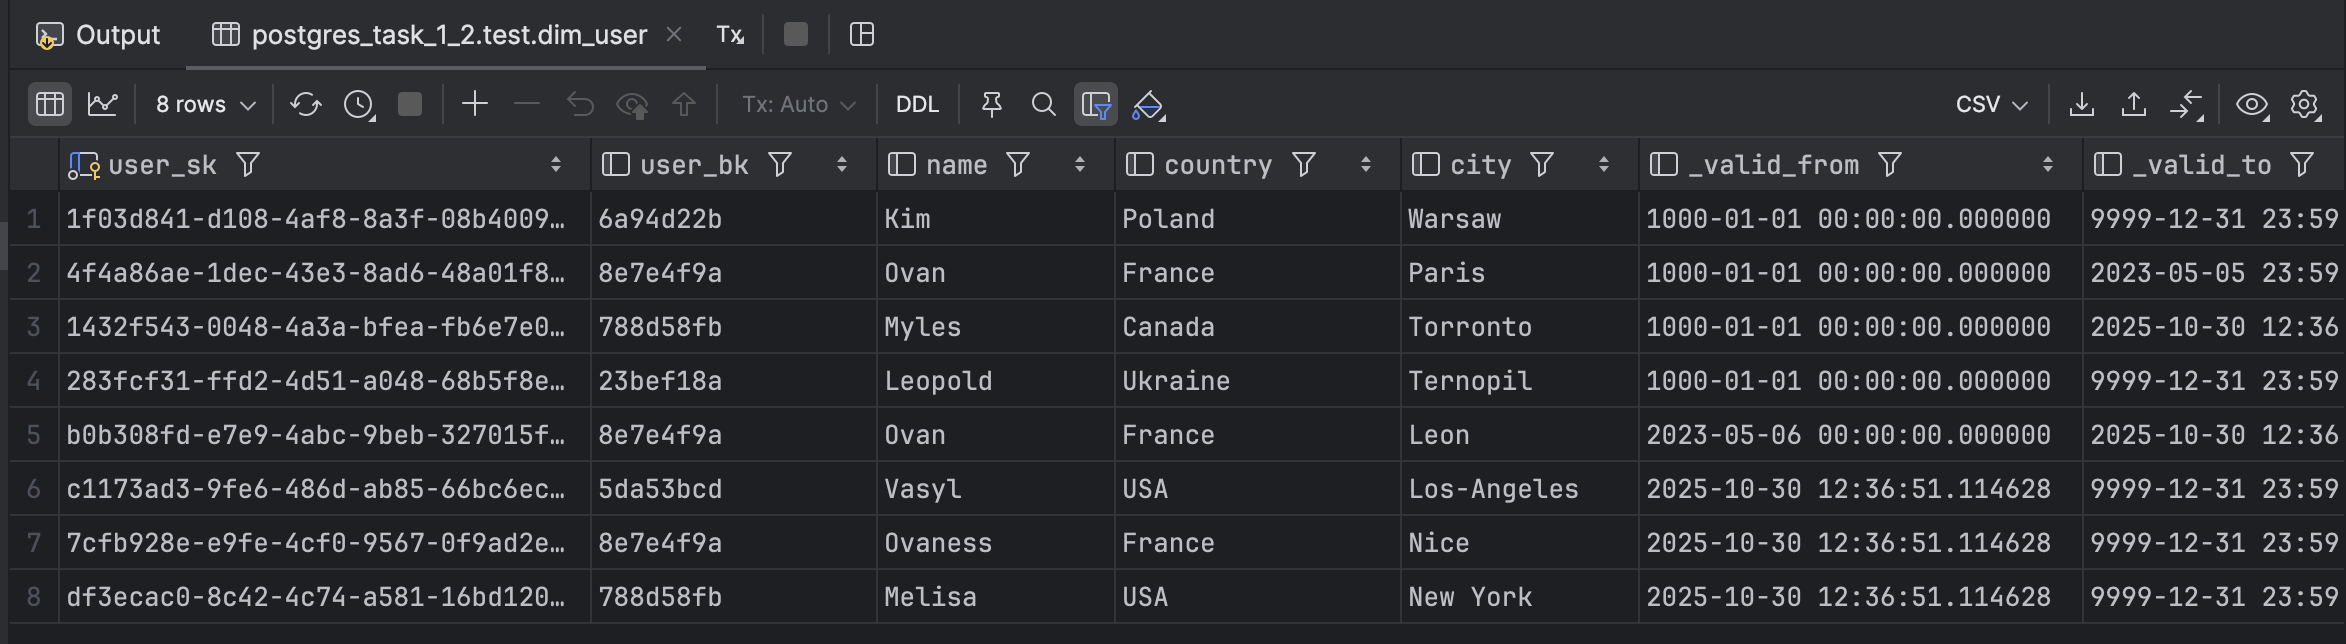 Output postgres_task_1_2.test.dim_user Tx
8 rows Tx: Auto DDL CSV
user_sk user_bk name country city _valid_from _valid_to
1 1f03d841-d108-4af8-8a3f-08b4009… 6a94d22b Kim Poland Warsaw 1000-01-01 00:00:00.000000 9999-12-31 23:59
2 4f4a86ae-1dec-43e3-8ad6-48a01f8… 8e7e4f9a Ovan France Paris 1000-01-01 00:00:00.000000 2023-05-05 23:59
3 1432f543-0048-4a3a-bfea-fb6e7e0… 788d58fb Myles Canada Torronto 1000-01-01 00:00:00.000000 2025-10-30 12:36
4 283fcf31-ffd2-4d51-a048-68b5f8e… 23bef18a Leopold Ukraine Ternopil 1000-01-01 00:00:00.000000 9999-12-31 23:59
5 b0b308fd-e7e9-4abc-9beb-327015f… 8e7e4f9a Ovan France Leon 2023-05-06 00:00:00.000000 2025-10-30 12:36
6 c1173ad3-9fe6-486d-ab85-66bc6ec… 5da53bcd Vasyl USA Los-Angeles 2025-10-30 12:36:51.114628 9999-12-31 23:59
7 7cfb928e-e9fe-4cf0-9567-0f9ad2e… 8e7e4f9a Ovaness France Nice 2025-10-30 12:36:51.114628 9999-12-31 23:59
8 df3ecac0-8c42-4c74-a581-16bd120… 788d58fb Melisa USA New York 2025-10-30 12:36:51.114628 9999-12-31 23:59